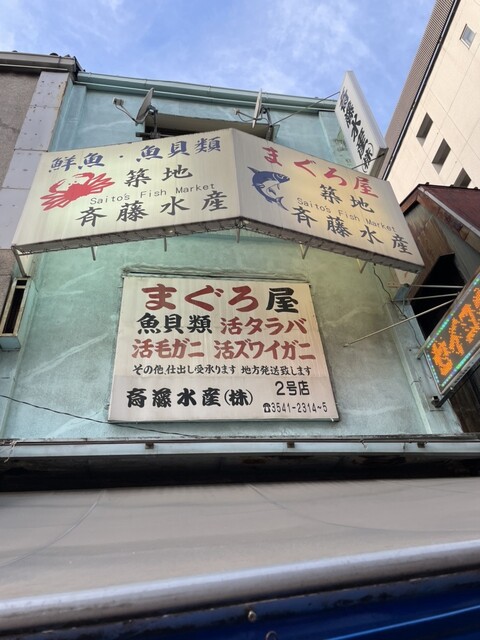 鮮魚・魚貝類
築地
Saito's Fish Market
斉藤水産
まぐろ屋
築地
Saito's Fish Market
斉藤水産
まぐろ屋
魚貝類 活タラバ
活毛ガニ 活ズワイガニ
その他、仕出し受承ります 地方発送致します
2号店
斎藤水産(株)
☎3541-2314~5